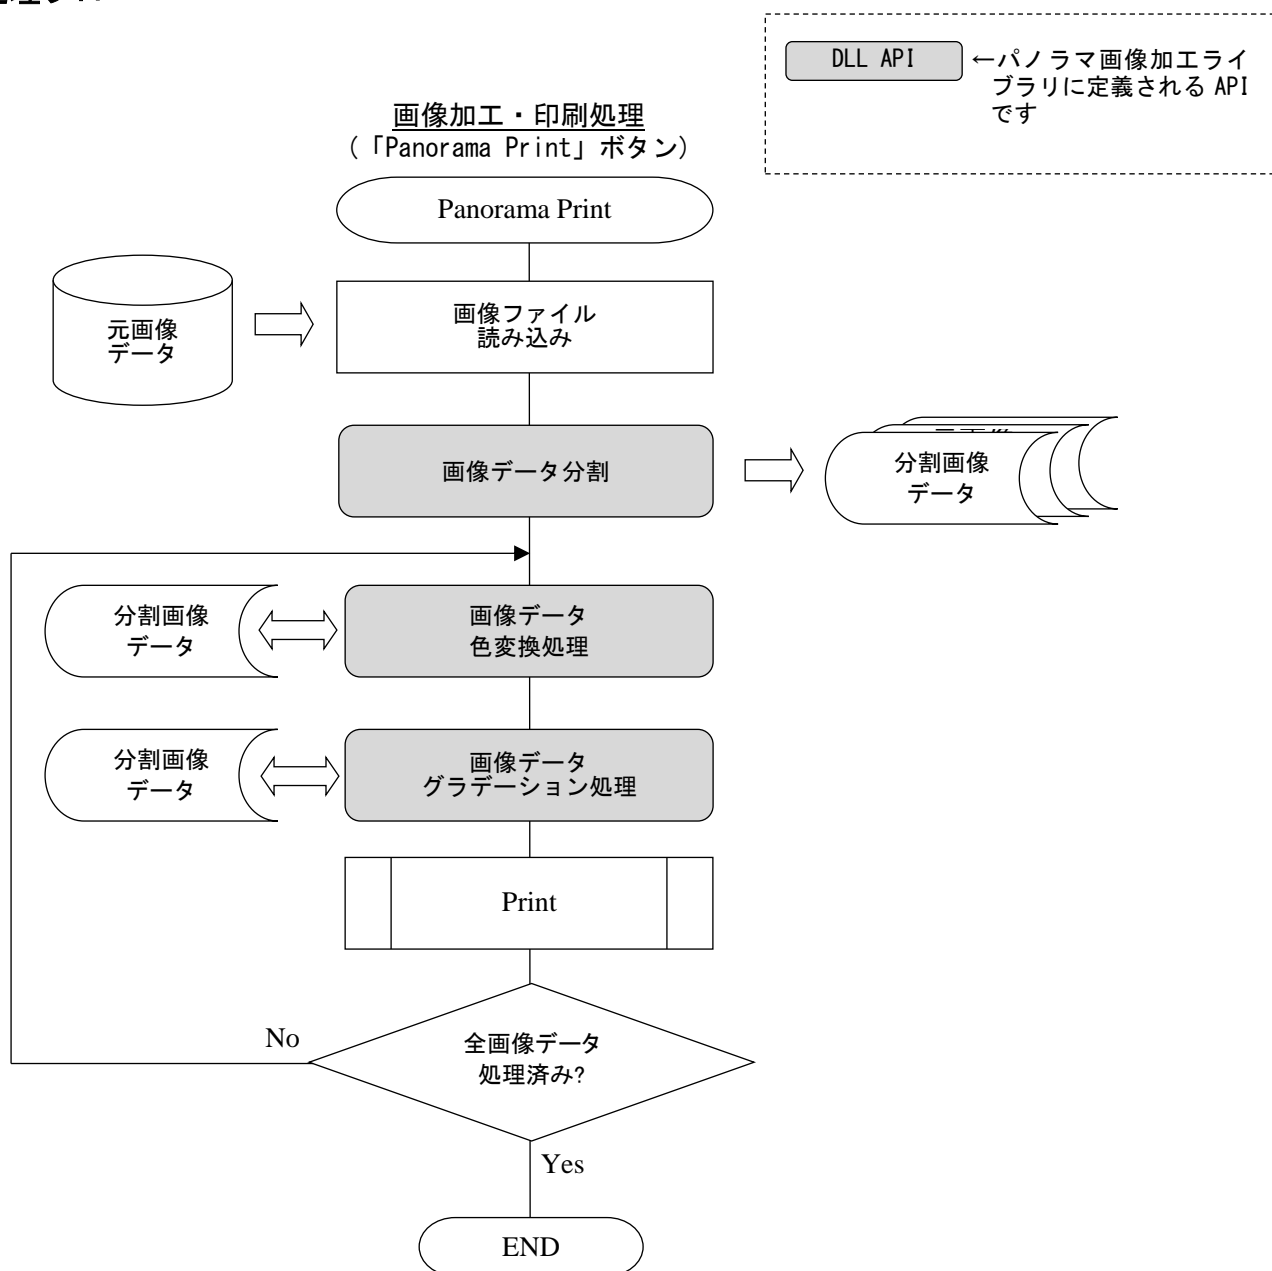 DLL API
←パノラマ画像加工ライ
ブラリに定義される API
です
画像加工・印刷処理
(「Panorama Print」ボタン)
Panorama Print
元画像
データ
画像ファイル
読み込み
画像データ分割
分割画像
データ
分割画像
データ
画像データ
色変換処理
分割画像
データ
画像データ
グラデーション処理
Print
No
全画像データ
処理済み?
Yes
END